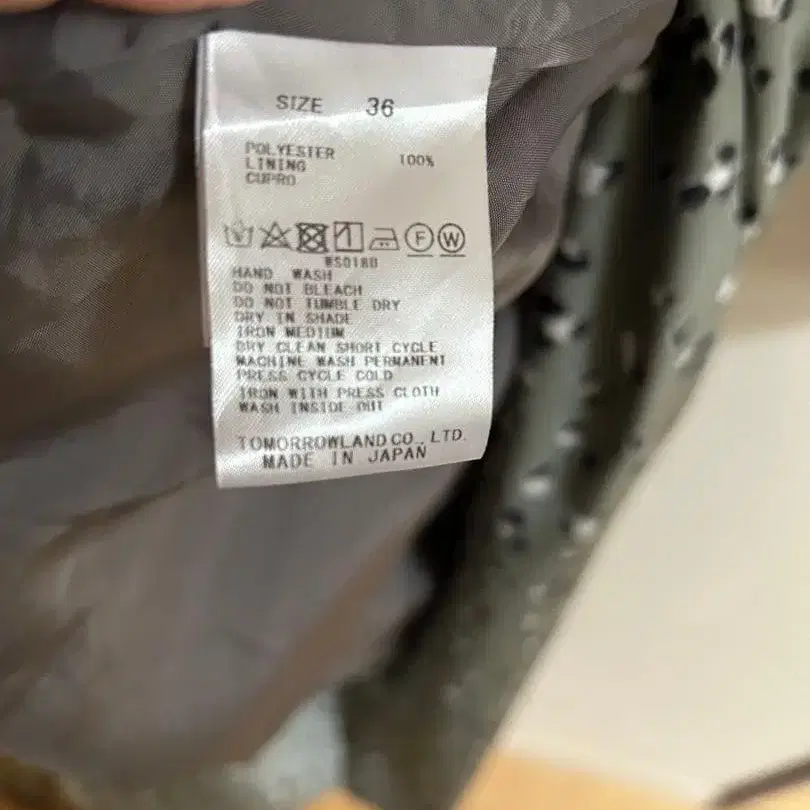 SIZE 36
POLYESTER 100%
LINING
CUPRO
F W
WS018U
HAND WASH
DO NOT BLEACH
DO NOT TUMBLE DRY
DRY IN SHADE
IRON MEDIUM
DRY CLEAN SHORT CYCLE
MACHINE WASH PERMANENT
PRESS CYCLE COLD
IRON WITH PRESS CLOTH
WASH INSIDE OUT
TOMORROWLAND CO., LTD.
MADE IN JAPAN